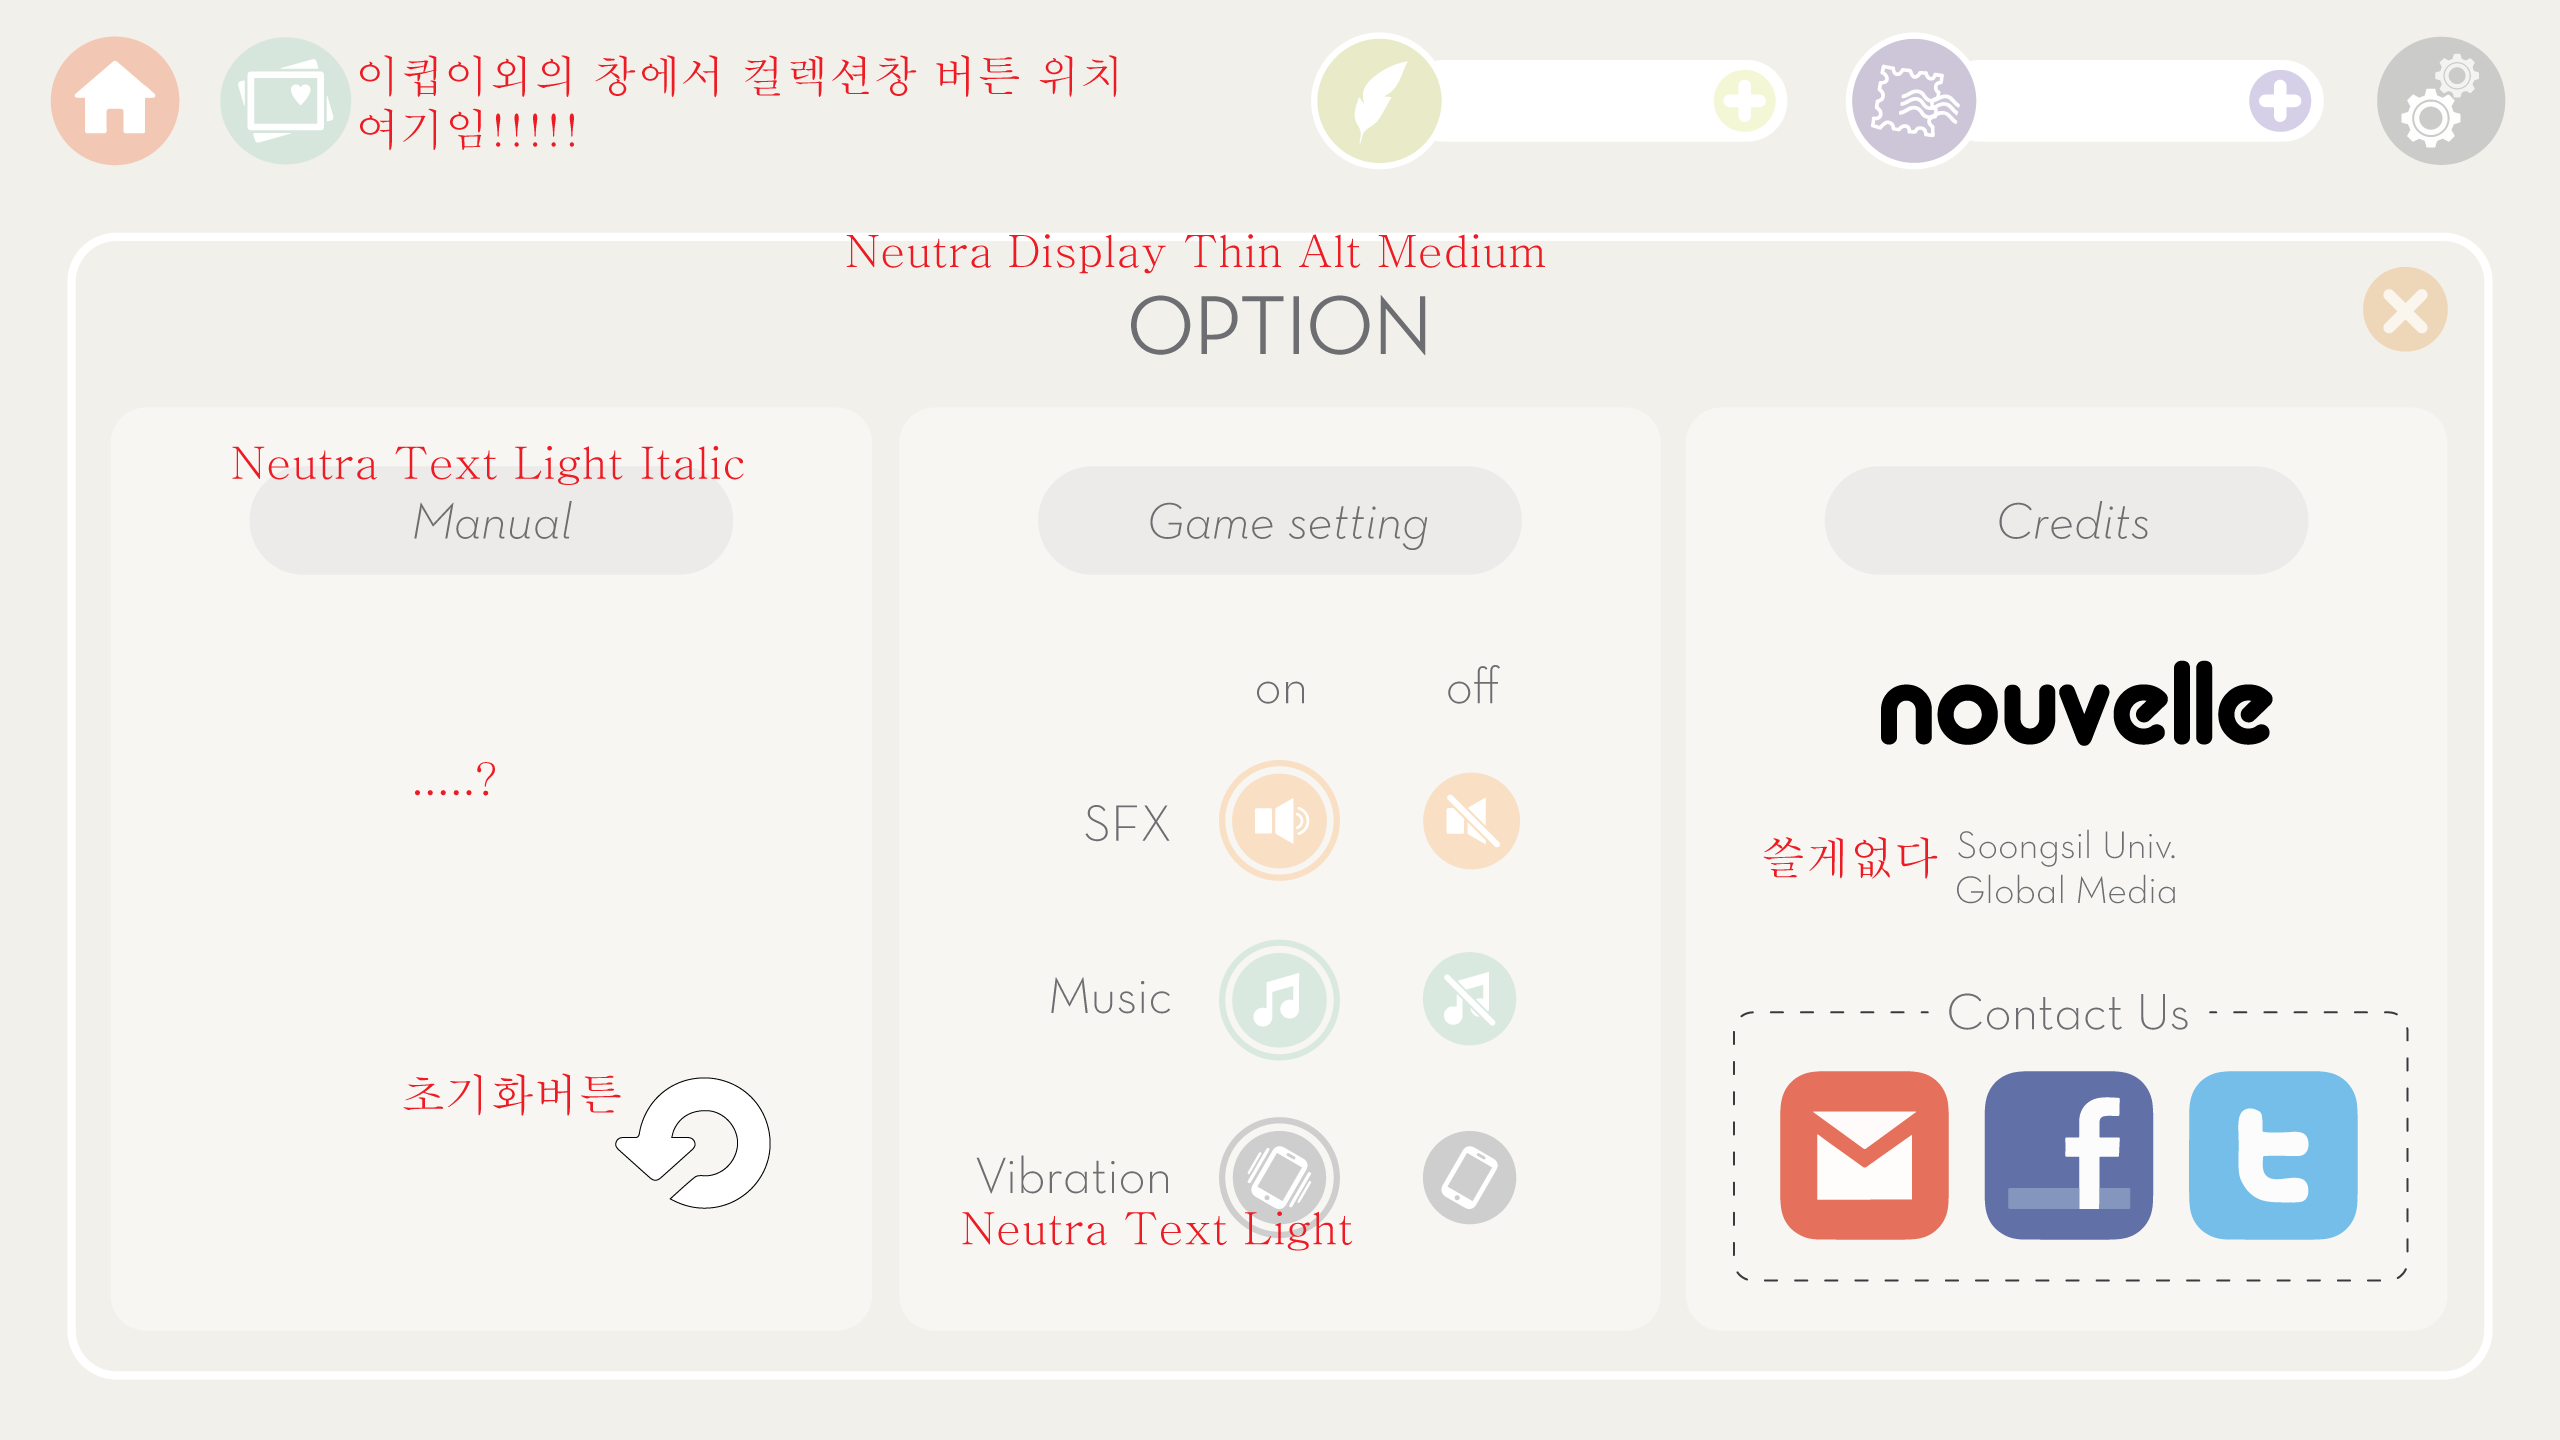 이큅이외의 창에서 컬렉션창 버튼 위치
여기임!!!!!
Neutra Display Thin Alt Medium
OPTION
Neutra Text Light Italic
Manual
.....?
초기화버튼
Game setting
on off
SFX
Music
Vibration
Neutra Text Light
Credits
nouvelle
쓸게없다
Soongsil Univ.
Global Media
Contact Us